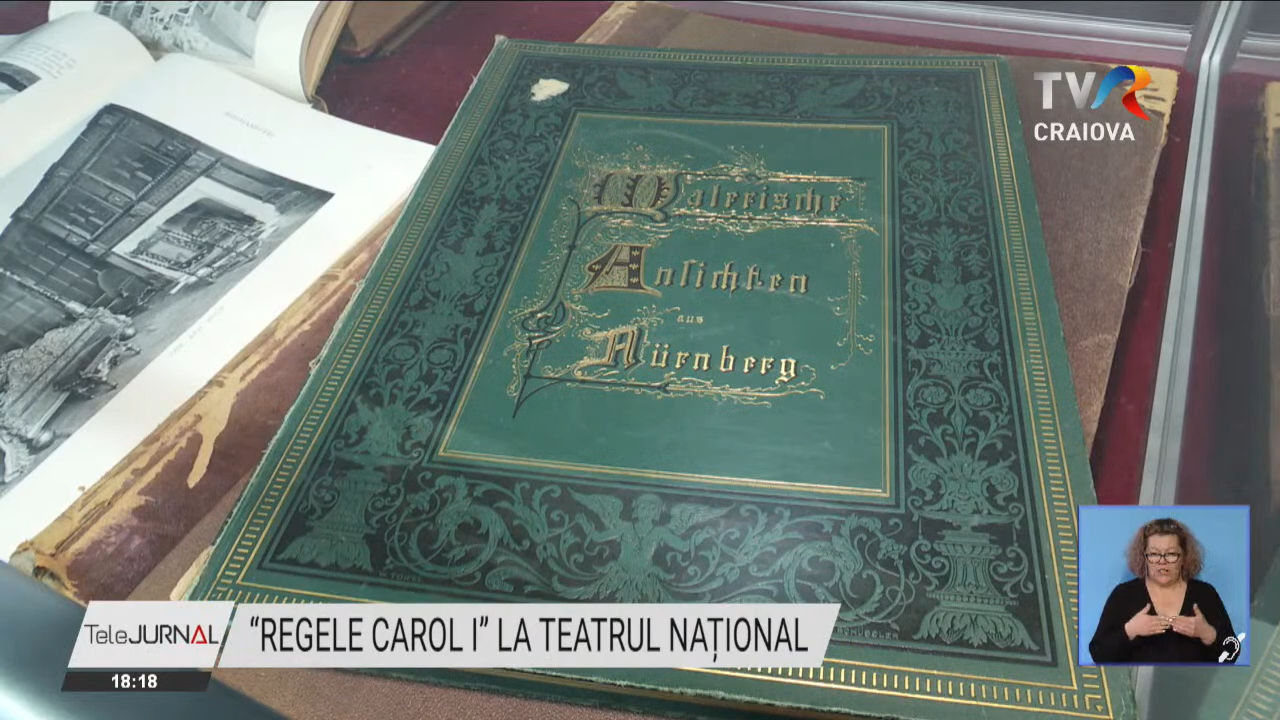 TVR
CRAIOVA
Malerische
Ansichten
aus
Nürnberg
TeleJURNAL
“REGELE CAROL I” LA TEATRUL NAȚIONAL
18:18